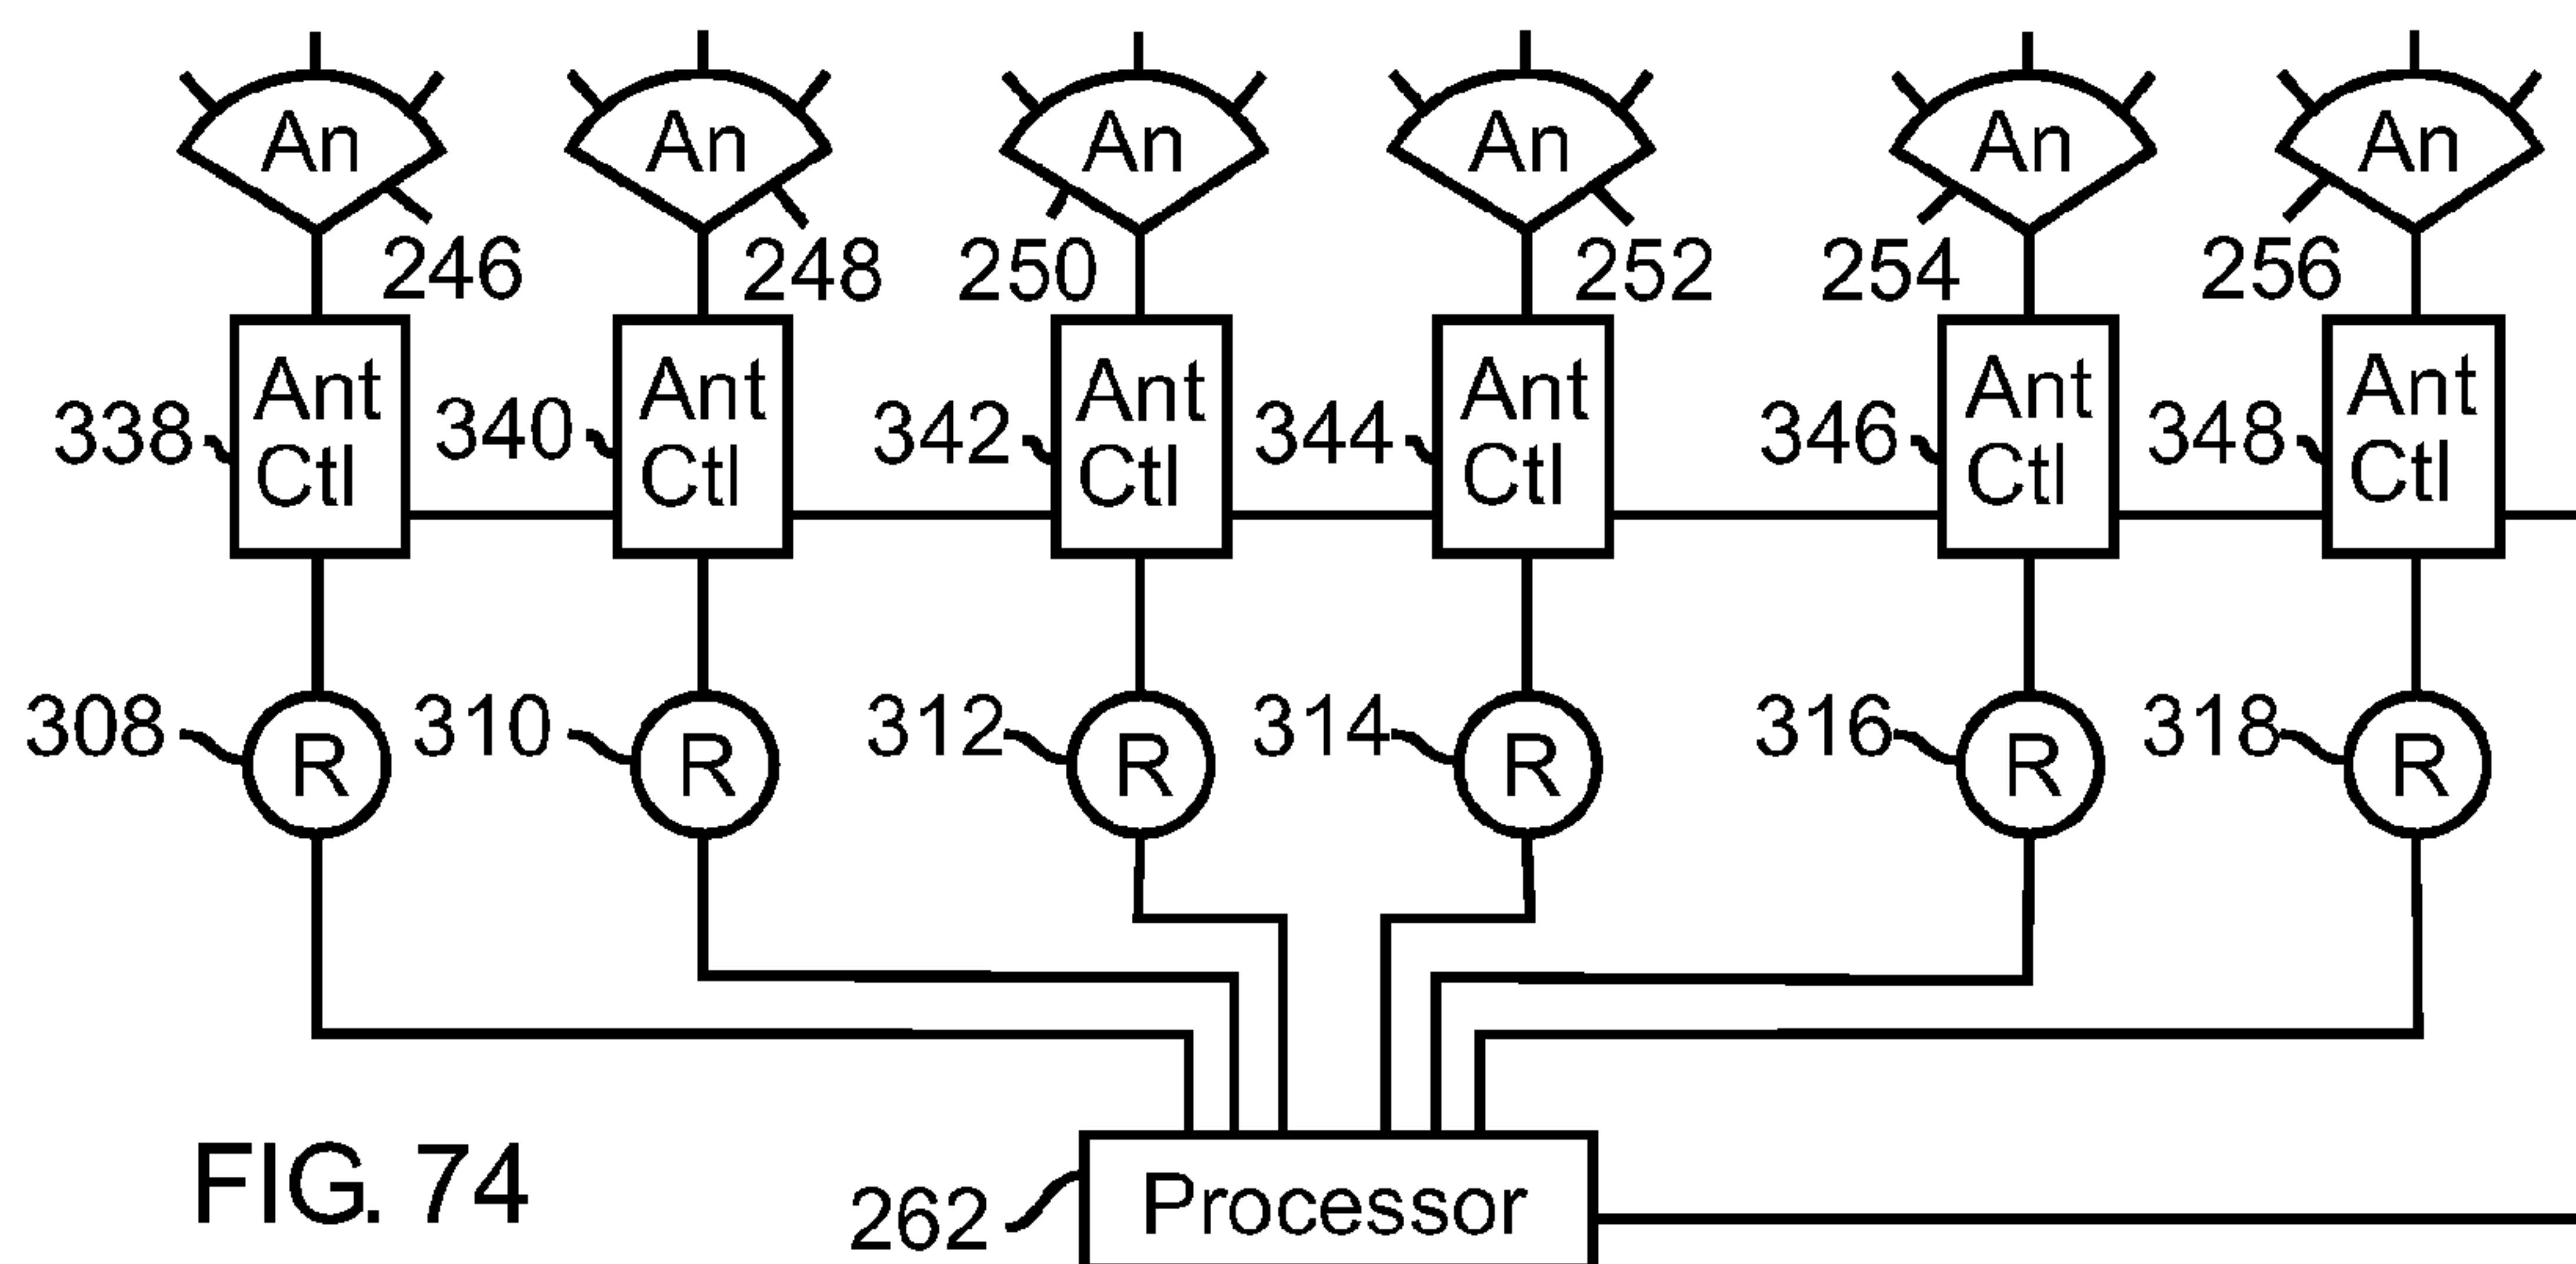 An An An An An An
246 248 250 252 254 256
338 Ant Ctl 340 Ant Ctl 342 Ant Ctl 344 Ant Ctl 346 Ant Ctl 348 Ant Ctl
308 R 310 R 312 R 314 R 316 R 318 R
FIG. 74
262 Processor